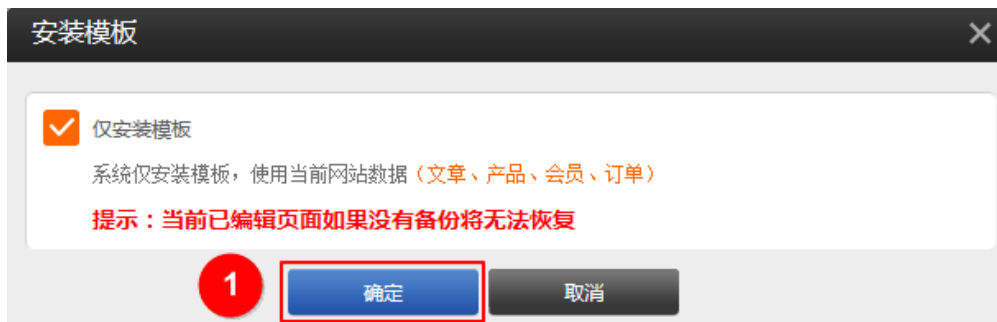 安装模板
仅安装模板
系统仅安装模板，使用当前网站数据（文章、产品、会员、订单）
提示：当前已编辑页面如果没有备份将无法恢复
1
确定
取消